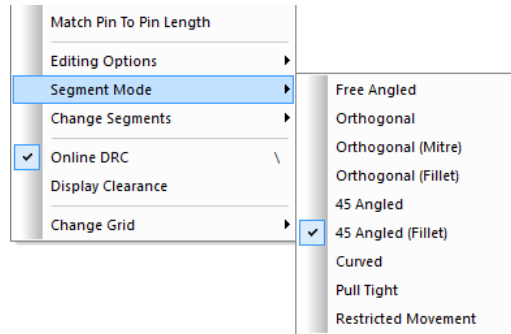 Match Pin To Pin Length
Editing Options
Segment Mode
Change Segments
Online DRC \
Display Clearance
Change Grid
Free Angled
Orthogonal
Orthogonal (Mitre)
Orthogonal (Fillet)
45 Angled
45 Angled (Fillet)
Curved
Pull Tight
Restricted Movement